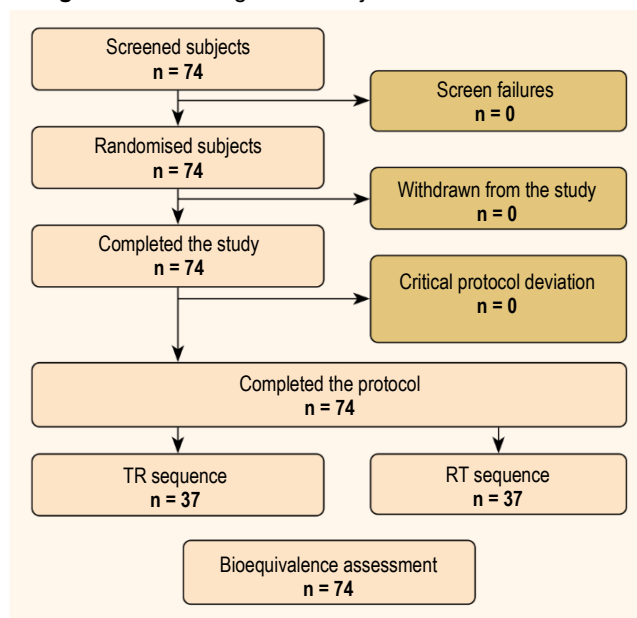 Screened subjects
n = 74
Screen failures
n = 0
Randomised subjects
n = 74
Withdrawn from the study
n = 0
Completed the study
n = 74
Critical protocol deviation
n = 0
Completed the protocol
n = 74
TR sequence
n = 37
RT sequence
n = 37
Bioequivalence assessment
n = 74